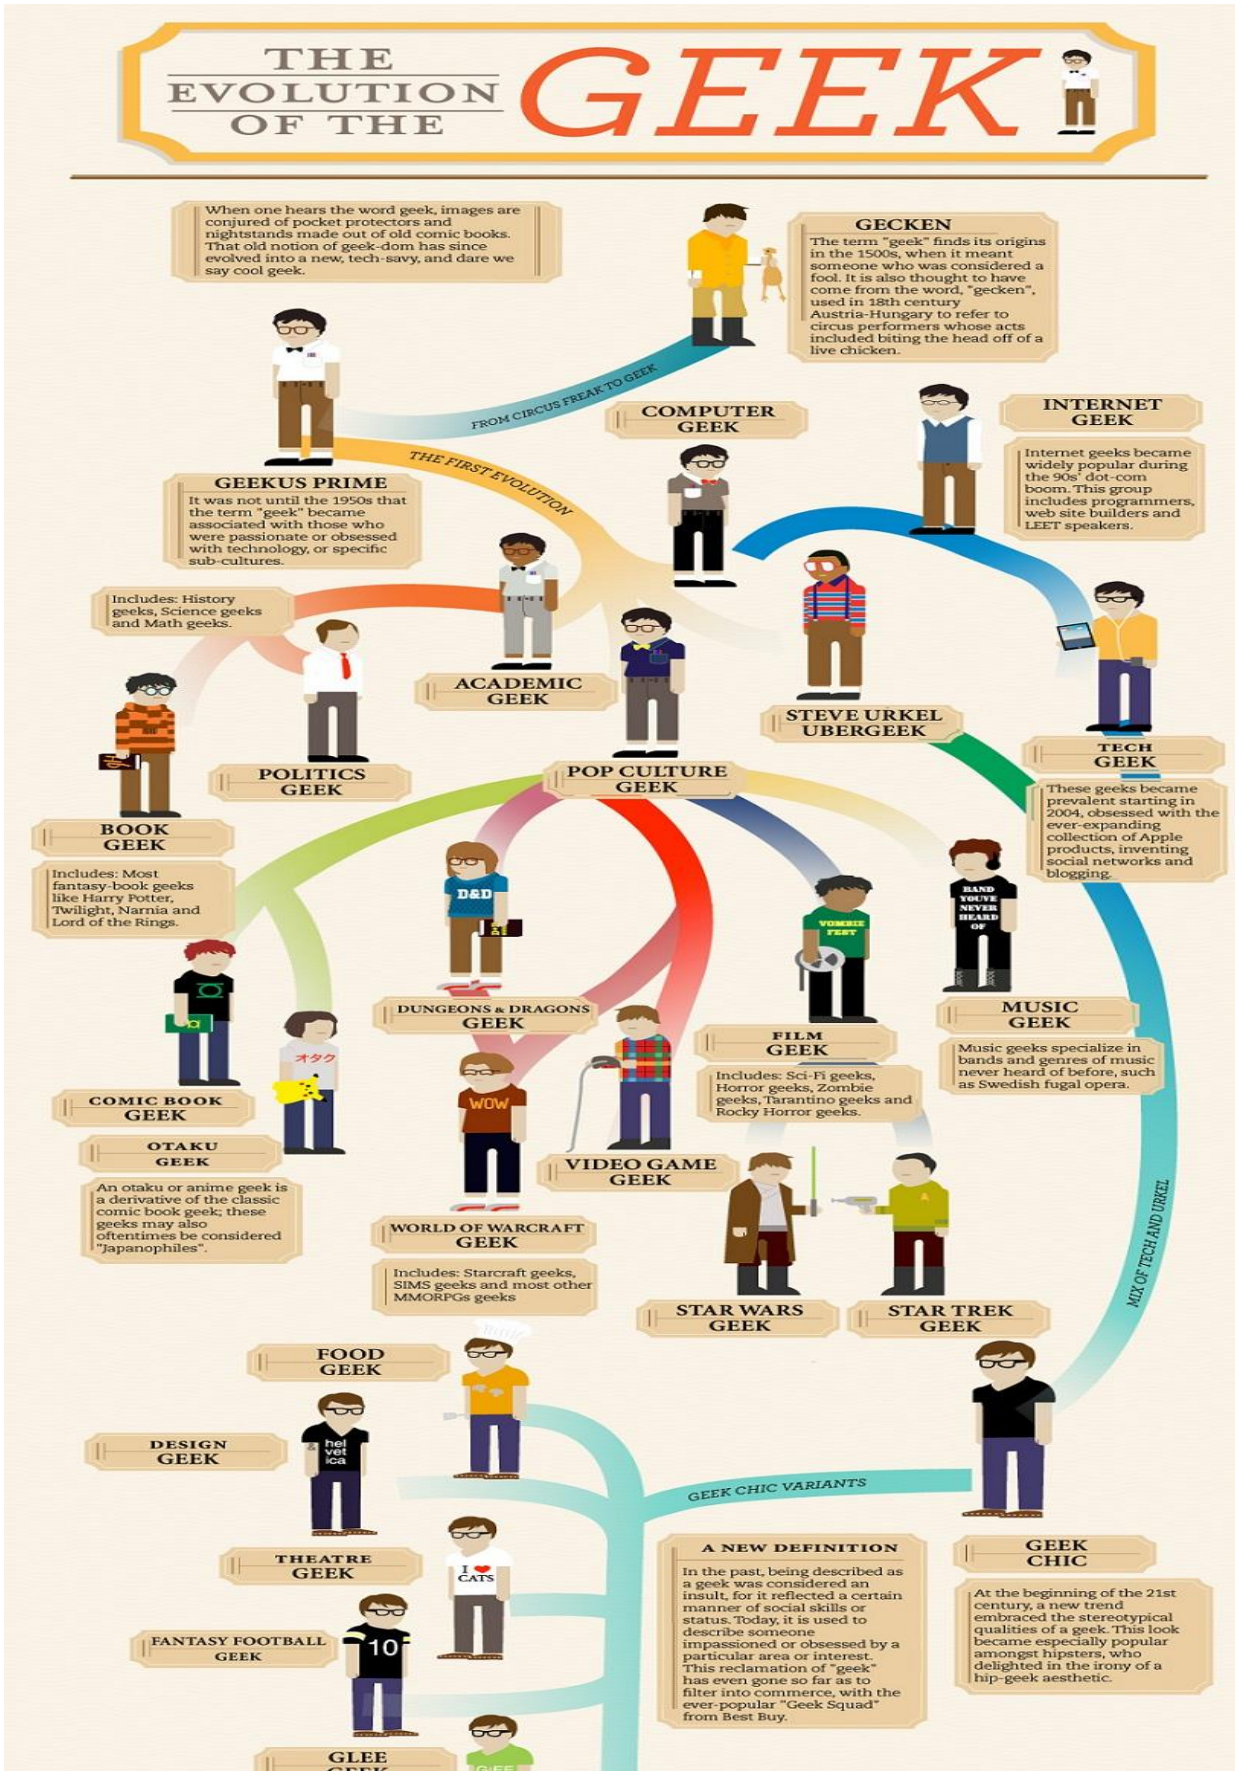 THE
EVOLUTION
OF THE
GEEK
When one hears the word geek, images are
conjured of pocket protectors and
nightstands made out of old comic books.
That old notion of geek-dom has since
evolved into a new, tech-savy, and dare we
say cool geek.
GECKEN
The term "geek" finds its origins
in the 1500s, when it meant
someone who was considered a
fool. It is also thought to have
come from the word, "gecken",
used in 18th century
Austria-Hungary to refer to
circus performers whose acts
included biting the head off of a
live chicken.
FROM CIRCUS FREAK TO GEEK
GEEKUS PRIME
It was not until the 1950s that
the term "geek" became
associated with those who
were passionate or obsessed
with technology, or specific
sub-cultures.
THE FIRST EVOLUTION
COMPUTER
GEEK
INTERNET
GEEK
Internet geeks became
widely popular during
the 90s' dot-com
boom. This group
includes programmers,
web site builders and
LEET speakers.
Includes: History
geeks, Science geeks
and Math geeks.
ACADEMIC
GEEK
STEVE URKEL
UBERGEEK
TECH
GEEK
These geeks became
prevalent starting in
2004, obsessed with the
ever-expanding
collection of Apple
products, inventing
social networks and
blogging.
POLITICS
GEEK
POP CULTURE
GEEK
BOOK
GEEK
Includes: Most
fantasy-book geeks
like Harry Potter,
Twilight, Narnia and
Lord of the Rings.
D&D
VOMBIE
FEST
BAND
YOUVE
NEVER
HEARD
OF
DUNGEONS & DRAGONS
GEEK
FILM
GEEK
Includes: Sci-Fi geeks,
Horror geeks, Zombie
geeks, Tarantino geeks and
Rocky Horror geeks.
MUSIC
GEEK
Music geeks specialize in
bands and genres of music
never heard of before, such
as Swedish fugal opera.
オタク
COMIC BOOK
GEEK
OTAKU
GEEK
An otaku or anime geek is
a derivative of the classic
comic book geek; these
geeks may also
oftentimes be considered
"Japanophiles".
WOW
VIDEO GAME
GEEK
WORLD OF WARCRAFT
GEEK
Includes: Starcraft geeks,
SIMS geeks and most other
MMORPGs geeks
STAR WARS
GEEK
STAR TREK
GEEK
MIX OF TECH AND URKEL
FOOD
GEEK
DESIGN
GEEK
hel
vet
ica
GEEK CHIC VARIANTS
THEATRE
GEEK
I ❤
CATS
A NEW DEFINITION
In the past, being described as
a geek was considered an
insult, for it reflected a certain
manner of social skills or
status. Today, it is used to
describe someone
impassioned or obsessed by a
particular area or interest.
This reclamation of "geek"
has even gone so far as to
filter into commerce, with the
ever-popular "Geek Squad"
from Best Buy.
GEEK
CHIC
At the beginning of the 21st
century, a new trend
embraced the stereotypical
qualities of a geek. This look
became especially popular
amongst hipsters, who
delighted in the irony of a
hip-geek aesthetic.
FANTASY FOOTBALL
GEEK
10
GLEE
GEEK